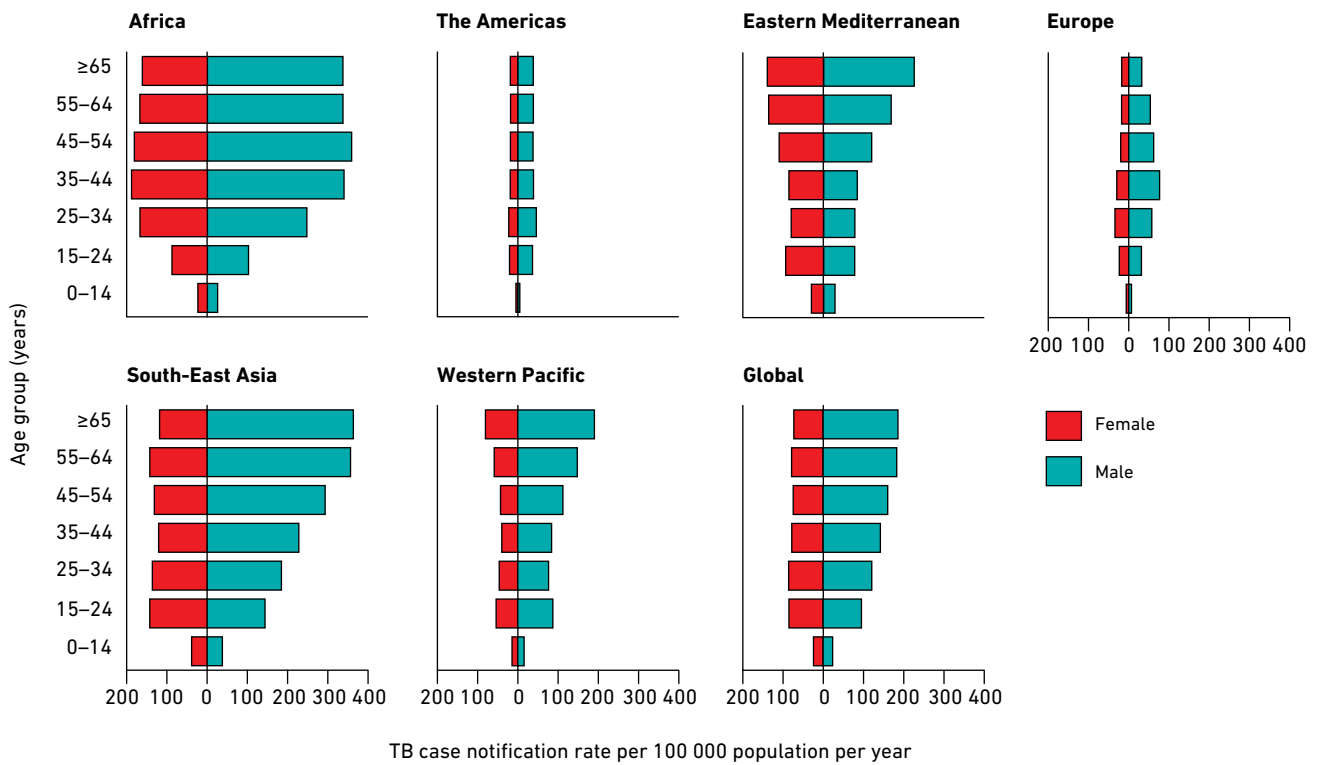 Africa
The Americas
Eastern Mediterranean
Europe
≥65
55–64
45–54
35–44
25–34
15–24
0–14
200 100 0 100 200 300 400
Age group (years)
South-East Asia
Western Pacific
Global
≥65
55–64
45–54
35–44
25–34
15–24
0–14
Female
Male
200 100 0 100 200 300 400
200 100 0 100 200 300 400
200 100 0 100 200 300 400
TB case notification rate per 100 000 population per year